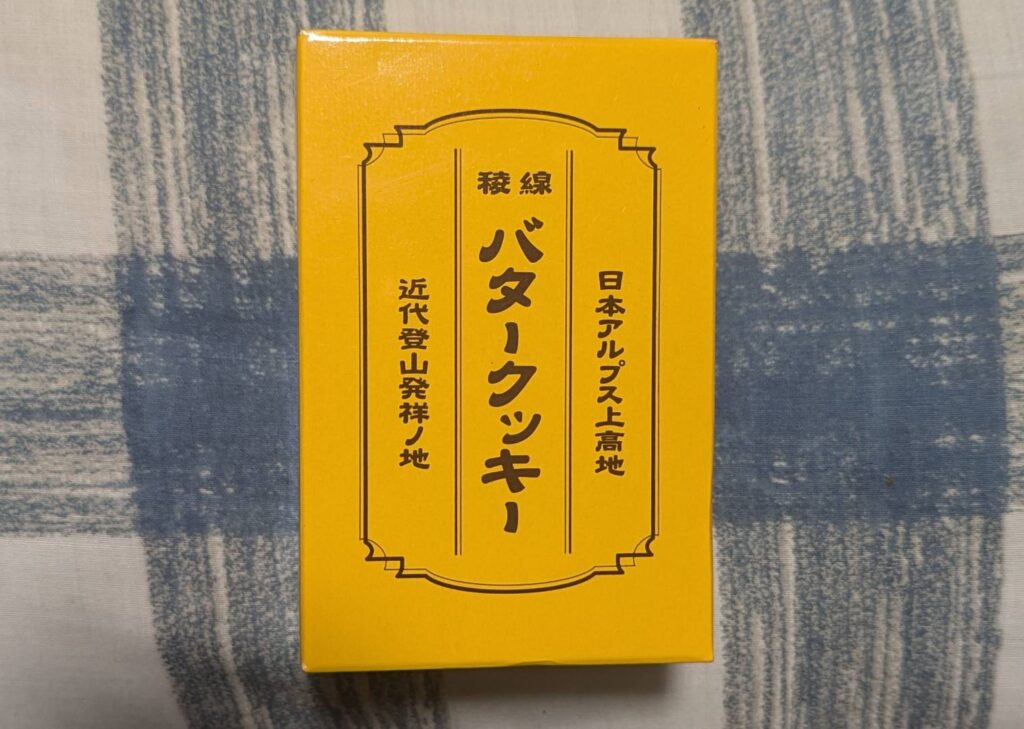 日本アルプス上高地
稜線
バタークッキー
近代登山発祥ノ地